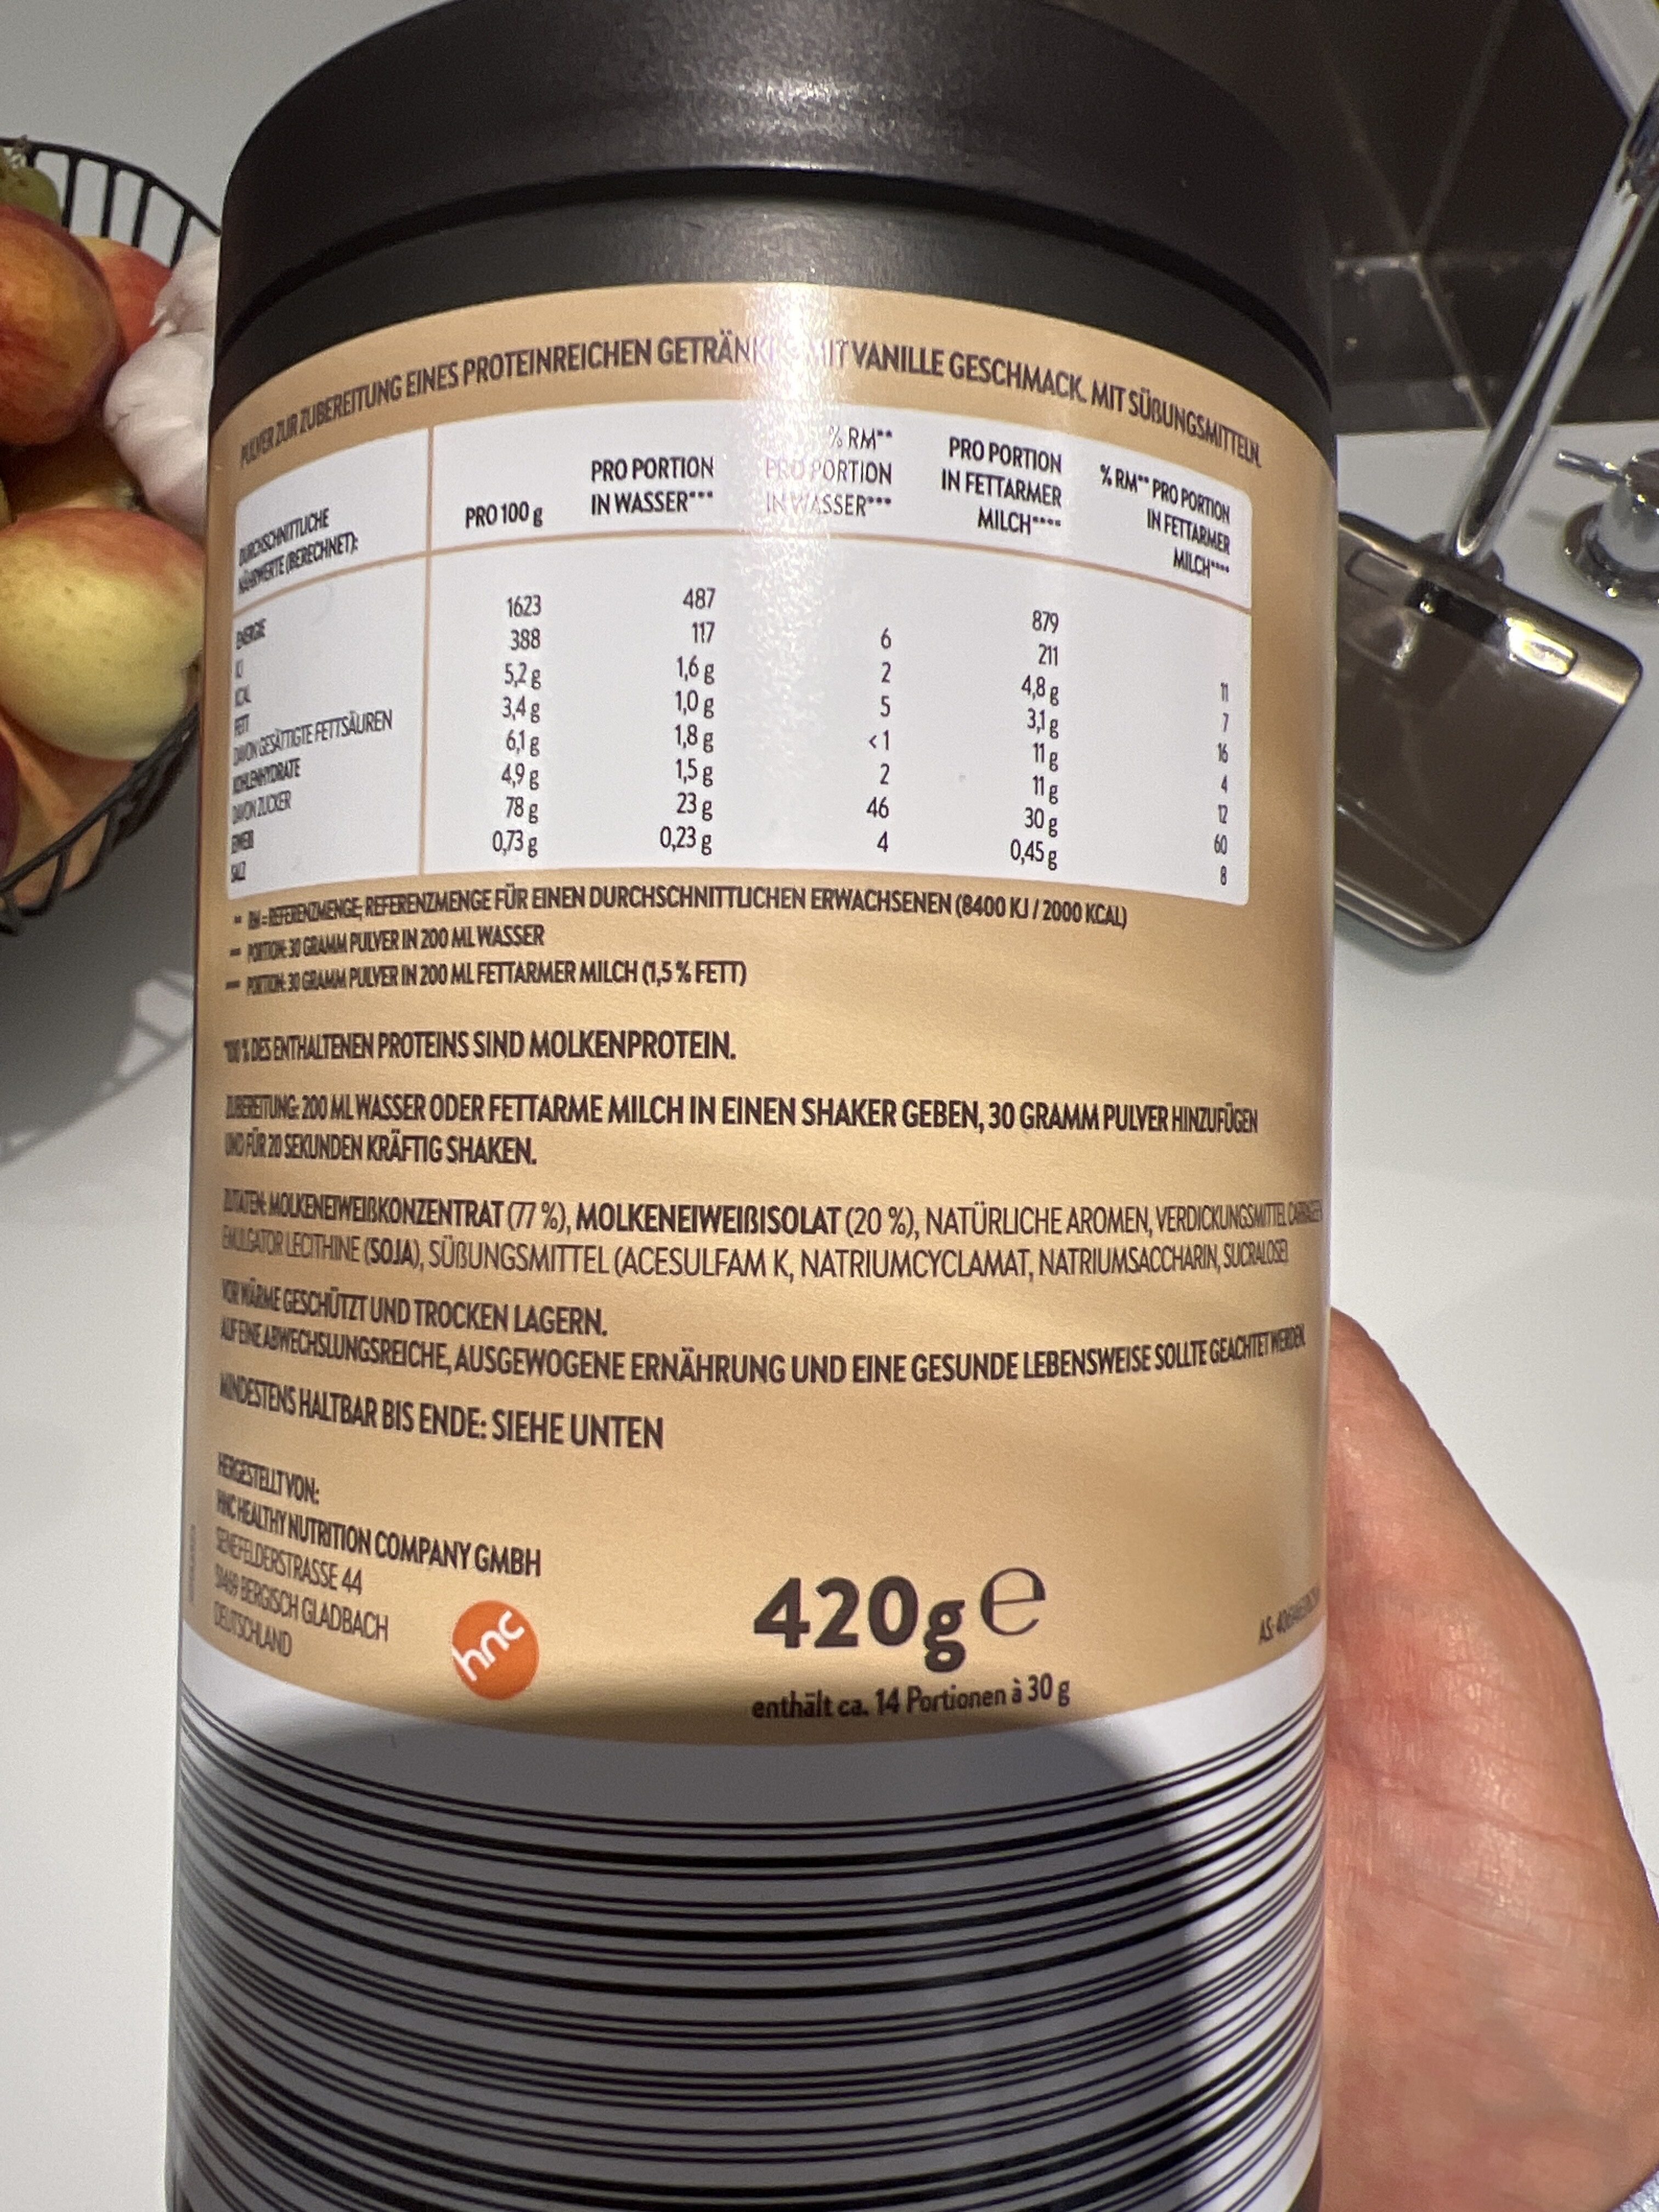 PULVER ZUR ZUBEREITUNG EINES PROTEINREICHEN GETRÄNKS MIT VANILLE GESCHMACK. MIT SÜßUNGSMITTELN.
DURCHSCHNITTLICHE NÄHRWERTE (BERECHNET): PRO 100 g PRO PORTION IN WASSER*** % RM** PRO PORTION IN WASSER*** PRO PORTION IN FETTARMER MILCH**** % RM** PRO PORTION IN FETTARMER MILCH****
ENERGIE
KJ 1623 487 879
KCAL 388 117 6 211 11
FETT 5,2 g 1,6 g 2 4,8 g 7
DAVON GESÄTTIGTE FETTSÄUREN 3,4 g 1,0 g 5 3,1 g 16
KOHLENHYDRATE 6,1 g 1,8 g <1 11 g 4
DAVON ZUCKER 4,9 g 1,5 g 2 11 g 12
EIWEIß 78 g 23 g 46 30 g 60
SALZ 0,73 g 0,23 g 4 0,45 g 8
** RM = REFERENZMENGE; REFERENZMENGE FÜR EINEN DURCHSCHNITTLICHEN ERWACHSENEN (8400 KJ / 2000 KCAL)
*** PORTION: 30 GRAMM PULVER IN 200 ML WASSER
**** PORTION: 30 GRAMM PULVER IN 200 ML FETTARMER MILCH (1,5 % FETT)
*100 % DES ENTHALTENEN PROTEINS SIND MOLKENPROTEIN.
ZUBEREITUNG: 200 ML WASSER ODER FETTARME MILCH IN EINEN SHAKER GEBEN, 30 GRAMM PULVER HINZUFÜGEN
UND FÜR 20 SEKUNDEN KRÄFTIG SHAKEN.
ZUTATEN: MOLKENEIWEIßKONZENTRAT (77 %), MOLKENEIWEIßISOLAT (20 %), NATÜRLICHE AROMEN, VERDICKUNGSMITTEL CARRAGEEN
EMULGATOR LECITHINE (SOJA), SÜßUNGSMITTEL (ACESULFAM K, NATRIUMCYCLAMAT, NATRIUMSACCHARIN, SUCRALOSE)
VOR WÄRME GESCHÜTZT UND TROCKEN LAGERN.
AUF EINE ABWECHSLUNGSREICHE, AUSGEWOGENE ERNÄHRUNG UND EINE GESUNDE LEBENSWEISE SOLLTE GEACHTET WERDEN.
MINDESTENS HALTBAR BIS ENDE: SIEHE UNTEN
HERGESTELLT VON:
HNC HEALTHY NUTRITION COMPANY GMBH
SENEFELDERSTRASSE 44
51469 BERGISCH GLADBACH
DEUTSCHLAND
hnc
420g e
enthält ca. 14 Portionen à 30 g